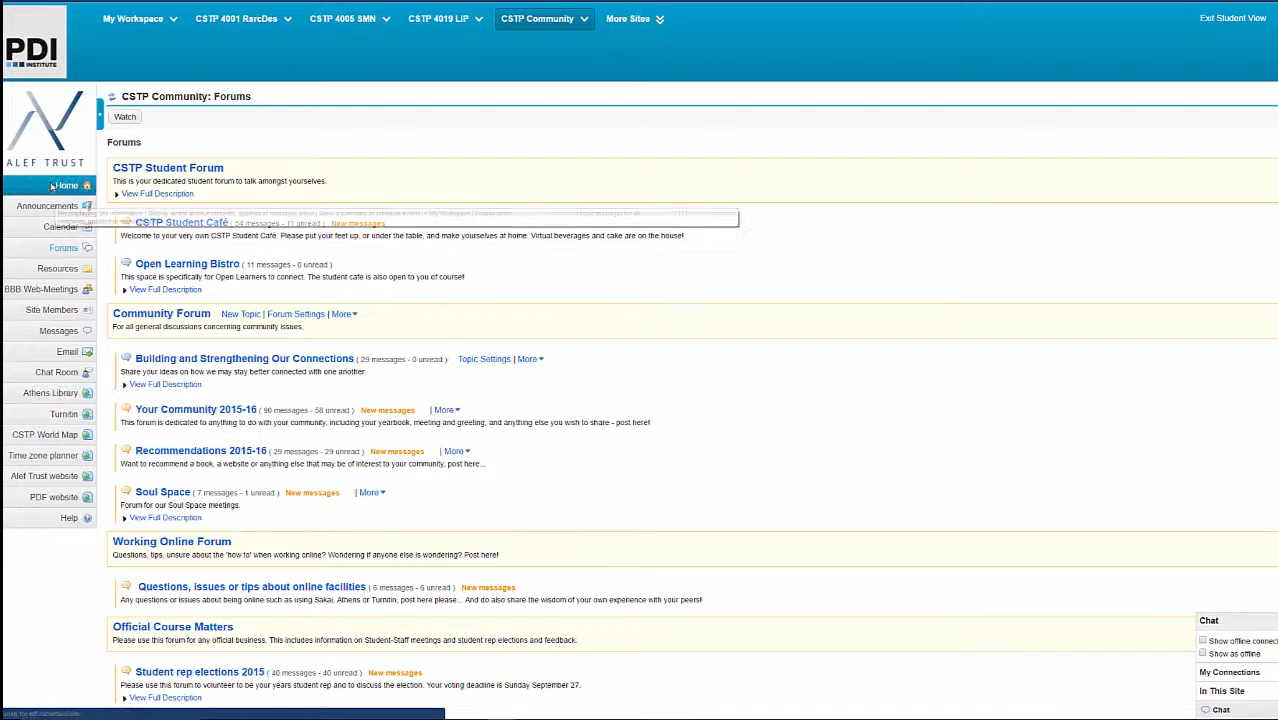 My Workspace CSTP 4001 RsrcDes CSTP 4005 SMN CSTP 4019 LIP CSTP Community More Sites Exit Student View
PDI
INSTITUTE
ALEF TRUST
CSTP Community: Forums
Watch
Forums
CSTP Student Forum
This is your dedicated student forum to talk amongst yourselves.
View Full Description
Home
Announcements
Calendar
Forums
Resources
BBB Web-Meetings
Site Members
Messages
Email
Chat Room
Athens Library
Turnitin
CSTP World Map
Time zone planner
Alef Trust website
PDF website
Help
CSTP Student Café ( 54 messages - 11 unread ) New messages
Welcome to your very own CSTP Student Café. Please put your feet up, or under the table, and make yourselves at home. Virtual beverages and cake are on the house!
Open Learning Bistro ( 11 messages - 0 unread )
This space is specifically for Open Learners to connect. The student cafe is also open to you of course!
View Full Description
Community Forum New Topic | Forum Settings | More
For all general discussions concerning community issues,
Building and Strengthening Our Connections ( 29 messages - 0 unread ) Topic Settings | More
Share your ideas on how we may stay better connected with one another.
View Full Description
Your Community 2015-16 ( 90 messages - 58 unread ) New messages | More
This forum is dedicated to anything to do with your community, including your yearbook, meeting and greeting, and anything else you wish to share - post here!
Recommendations 2015-16 ( 29 messages - 29 unread ) New messages | More
Want to recommend a book, a website or anything else that may be of interest to your community, post here...
Soul Space ( 7 messages - 1 unread ) New messages | More
Forum for our Soul Space meetings.
View Full Description
Working Online Forum
Questions, tips, unsure about the 'how to' when working online? Wondering if anyone else is wondering? Post here!
Questions, issues or tips about online facilities ( 6 messages - 6 unread ) New messages
Any questions or issues about being online such as using Sakai, Athens or Turnitin, post here please... And do also share the wisdom of your own experience with your peers!
Official Course Matters
Please use this forum for any official business. This includes information on Student-Staff meetings and student rep elections and feedback.
Student rep elections 2015 ( 40 messages - 40 unread ) New messages
Please use this forum to volunteer to be your years student rep and to discuss the election. Your voting deadline is Sunday September 27.
View Full Description
Chat
Show offline connect
Show as offline
My Connections
In This Site
Chat